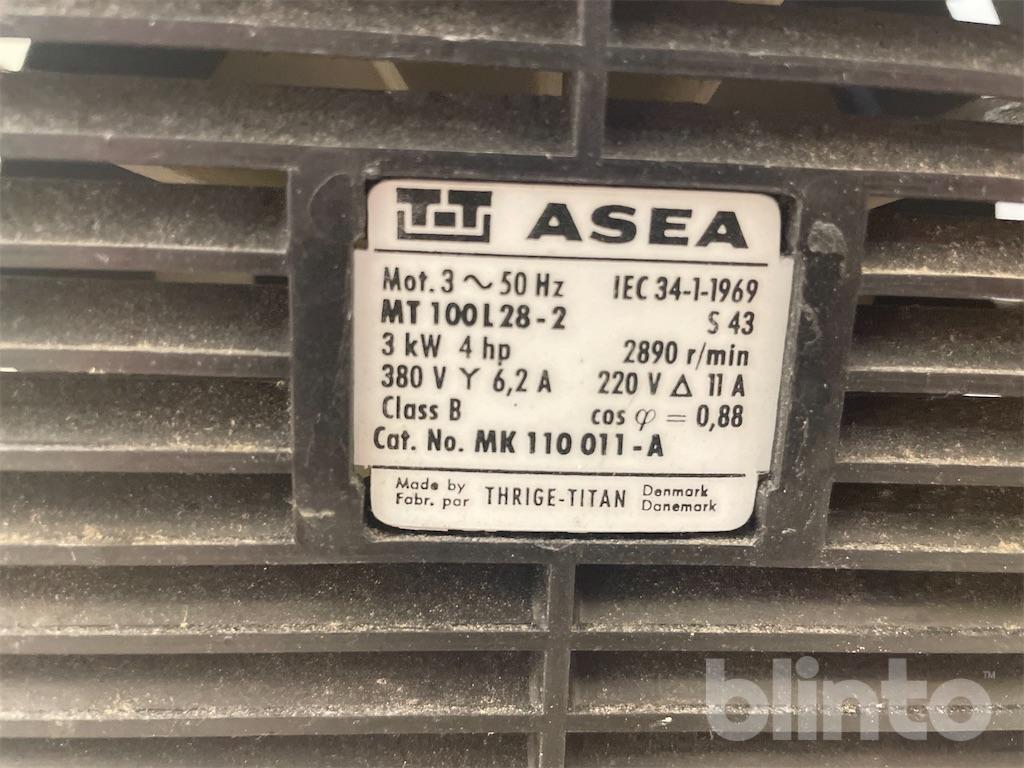 TT ASEA
Mot. 3 ~ 50 Hz IEC 34-1-1969
MT 100 L 28-2 S 43
3 kW 4 hp 2890 r/min
380 V Y 6,2 A 220 V Δ 11 A
Class B cos φ = 0,88
Cat. No. MK 110 011-A
Made by
Fabr. par THRIGE-TITAN Denmark
Danemark
blinto™